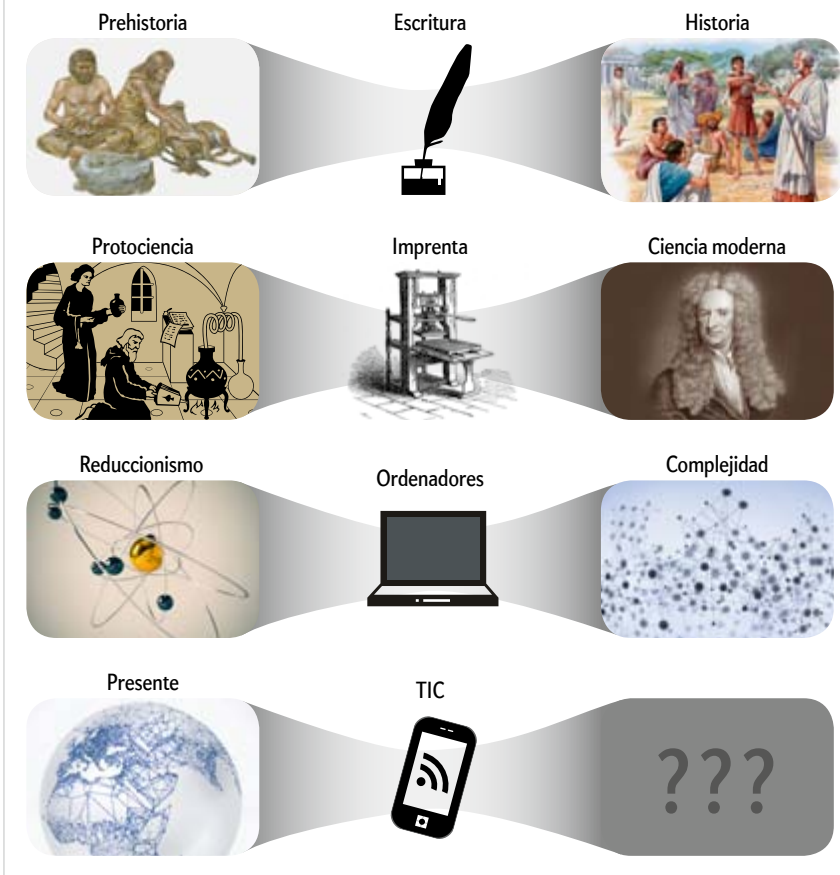 Prehistoria
Escritura
Historia
Protociencia
Imprenta
Ciencia moderna
Reduccionismo
Ordenadores
Complejidad
Presente
TIC
???